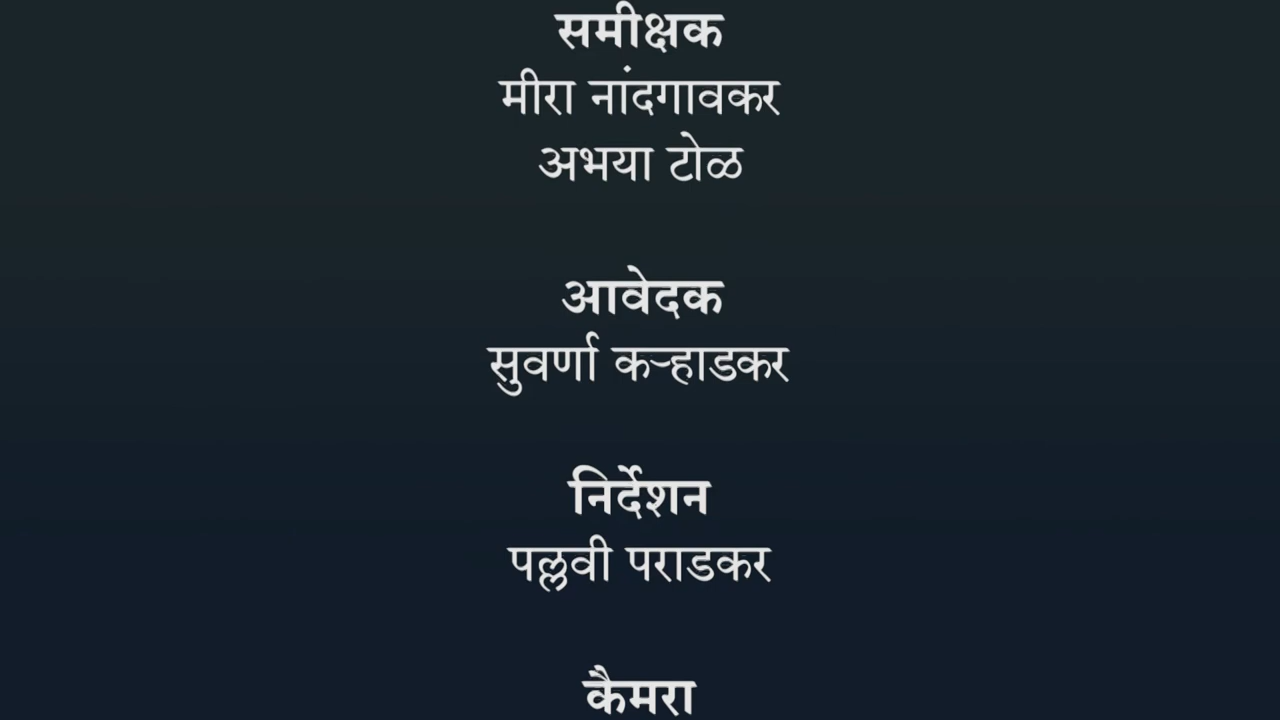 समीक्षक
मीरा नांदगावकर
अभया टोळ
आवेदक
सुवर्णा कऱ्हाडकर
निर्देशन
पल्लवी पराडकर
कैमरा